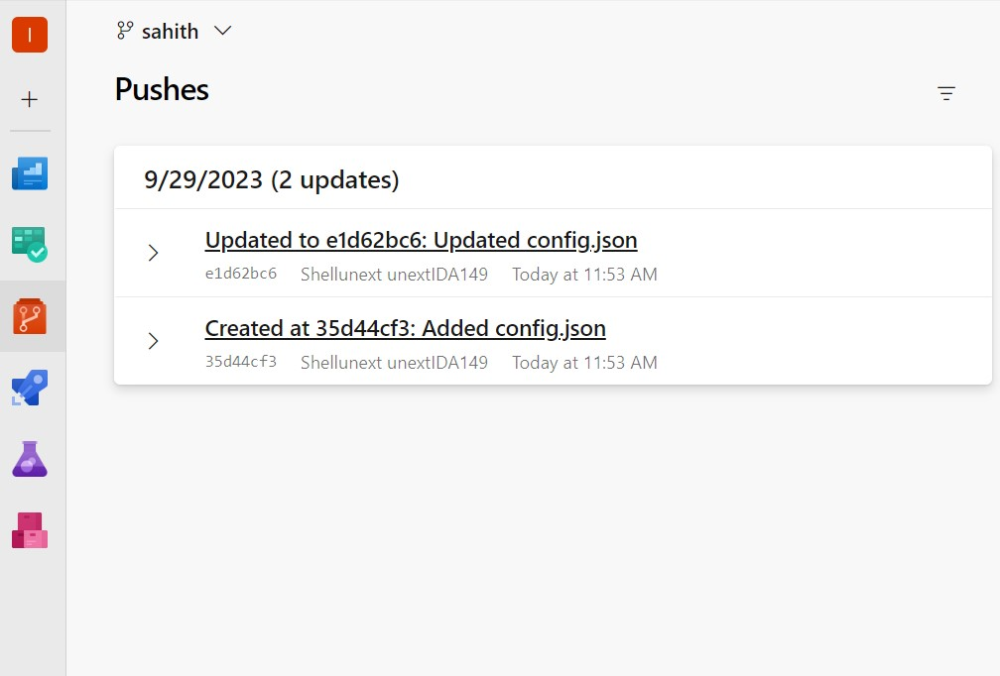 I
sahith
Pushes
9/29/2023 (2 updates)
Updated to e1d62bc6: Updated config.json
e1d62bc6 Shellunext unextIDA149 Today at 11:53 AM
Created at 35d44cf3: Added config.json
35d44cf3 Shellunext unextIDA149 Today at 11:53 AM